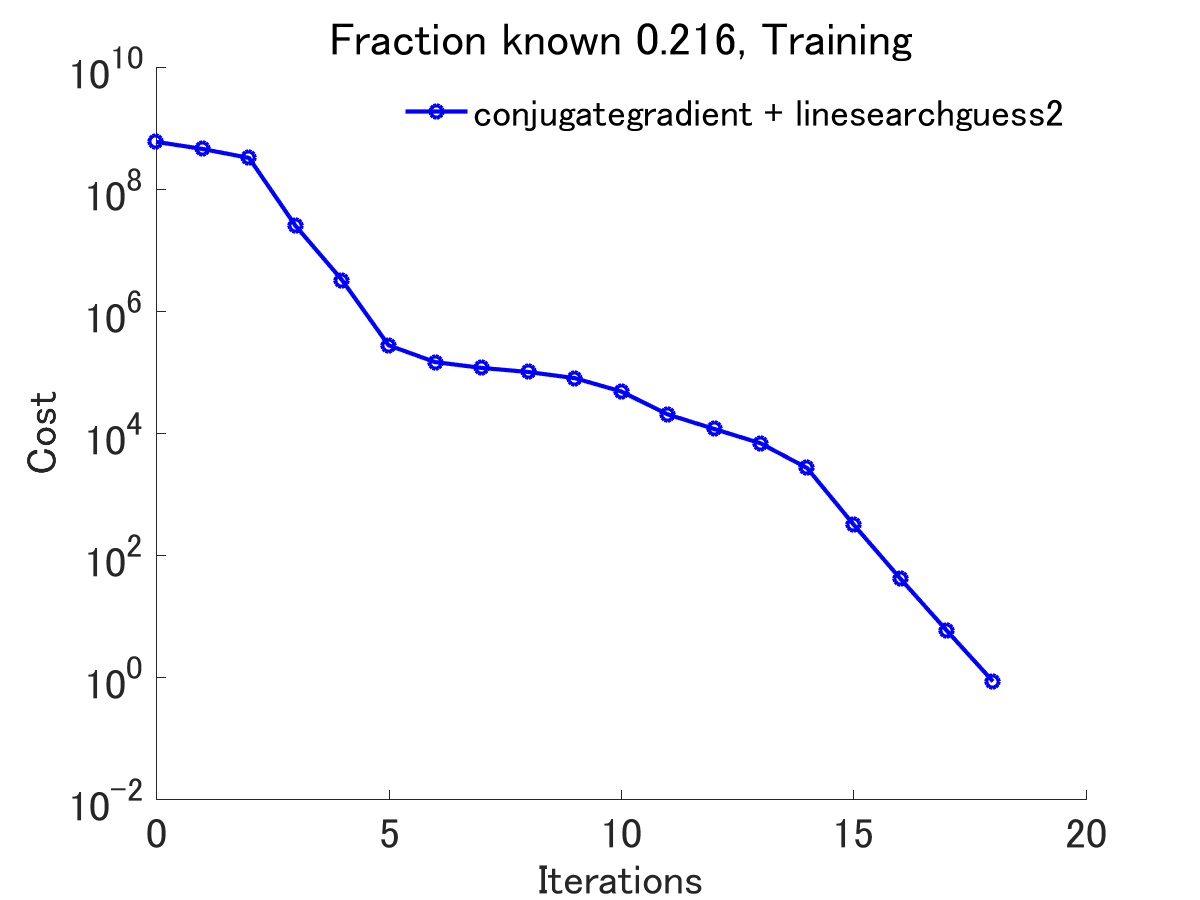 Fraction known 0.216, Training
conjugategradient + linesearchguess2
10^10
10^8
10^6
10^4
10^2
10^0
10^-2
Cost
0 5 10 15 20
Iterations